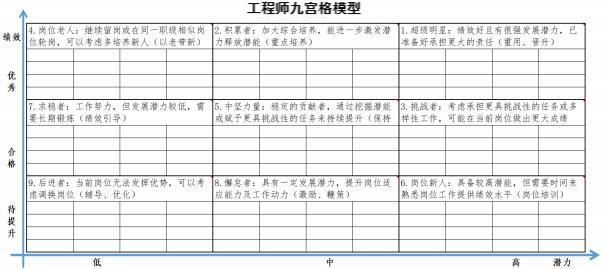 工程师九宫格模型
绩效
4.岗位老人：继续留岗或在同一职级相似岗
位轮岗，可以考虑多培养新人（以老带新）
2.积累者：加大综合培养，能进一步激发潜
力释放潜能（重点培养）
1.超级明星：绩效好且有很强发展潜力，已
准备好承担更大的责任（重用、晋升）
优秀
7.求稳者：工作努力，但发展潜力较低，需
要长期锻炼（绩效引导）
5.中坚力量：稳定的贡献者，通过挖掘潜能
或赋予更具挑战性的任务来持续提升（保持
3.挑战者：考虑承担更具挑战性的任务或多
样性工作，可能在当前岗位做出更大成绩
合格
9.后进者：当前岗位无法发挥优势，可以考
虑调换岗位（辅导、优化）
8.懈怠者：具有一定发展潜力，提升岗位适
应能力及工作动力（激励、鞭策）
6.岗位新人：具备较高潜能，但需要时间来
熟悉岗位工作提供绩效水平（岗位培训）
待提升
低
中
高
潜力